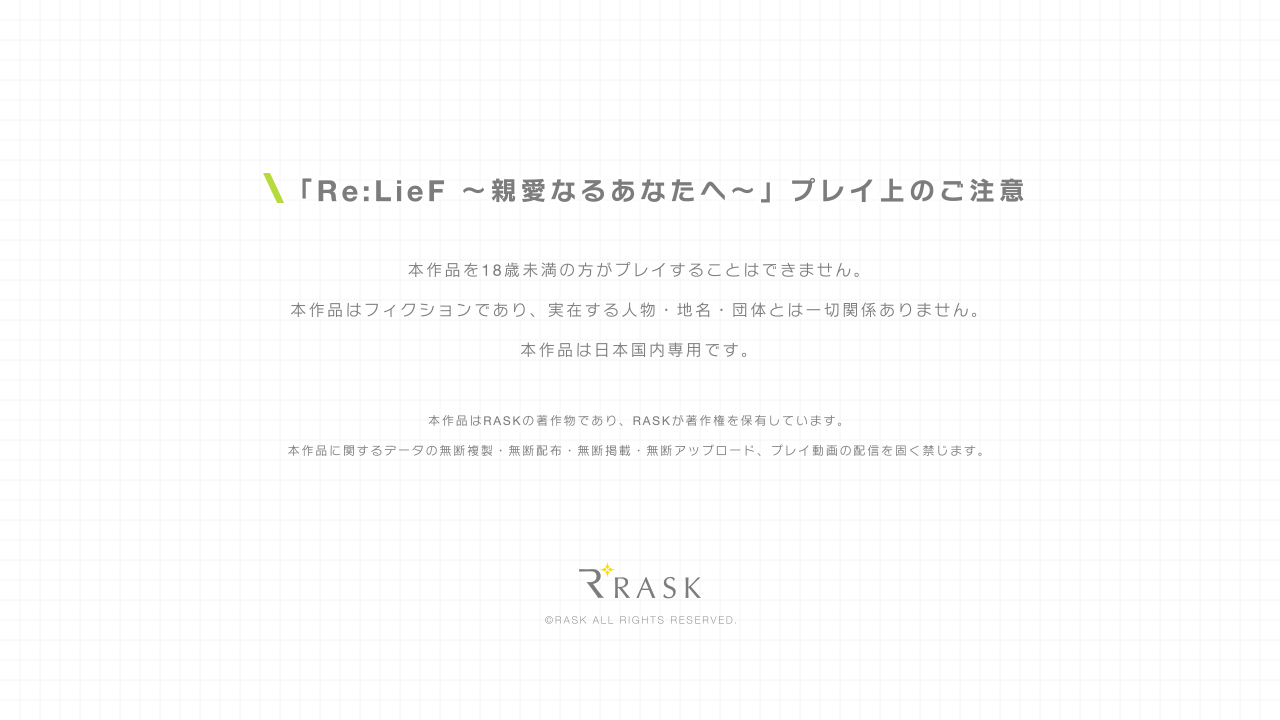 「Re:LieF ～親愛なるあなたへ～」プレイ上のご注意
本作品を18歳未満の方がプレイすることはできません。
本作品はフィクションであり、実在する人物・地名・団体とは一切関係ありません。
本作品は日本国内専用です。
本作品はRASKの著作物であり、RASKが著作権を保有しています。
本作品に関するデータの無断複製・無断配布・無断掲載・無断アップロード、プレイ動画の配信を固く禁じます。
RASK
©RASK ALL RIGHTS RESERVED.